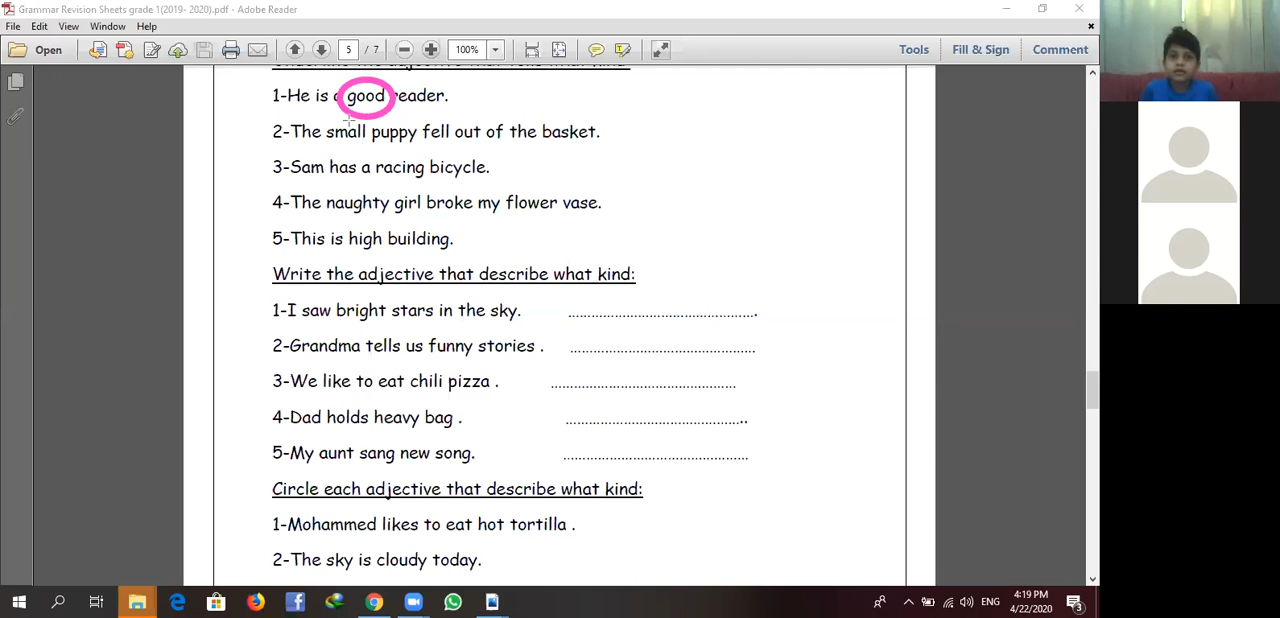 Grammar Revision Sheets grade 1(2019- 2020).pdf - Adobe Reader
File Edit View Window Help
Open 5 / 7 100% Tools Fill & Sign Comment
1-He is a good reader.
2-The small puppy fell out of the basket.
3-Sam has a racing bicycle.
4-The naughty girl broke my flower vase.
5-This is high building.
Write the adjective that describe what kind:
1-I saw bright stars in the sky. ................................................
2-Grandma tells us funny stories . ................................................
3-We like to eat chili pizza . ................................................
4-Dad holds heavy bag . ................................................
5-My aunt sang new song. ................................................
Circle each adjective that describe what kind:
1-Mohammed likes to eat hot tortilla .
2-The sky is cloudy today.
ENG 4:19 PM
4/22/2020 3